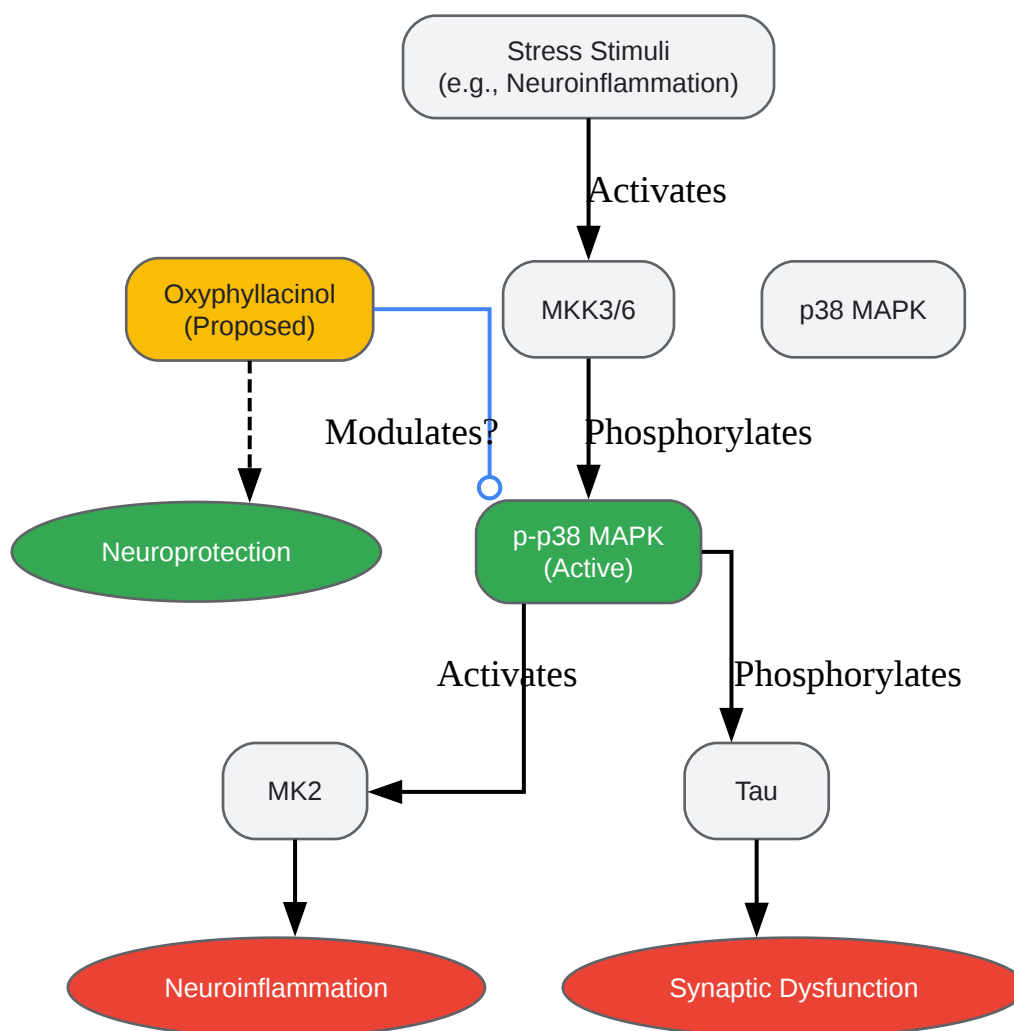 Stress Stimuli
(e.g., Neuroinflammation)
Activates
Oxyphyllacinol
(Proposed)
MKK3/6
p38 MAPK
Modulates?
Phosphorylates
Neuroprotection
p-p38 MAPK
(Active)
Activates
Phosphorylates
MK2
Tau
Neuroinflammation
Synaptic Dysfunction